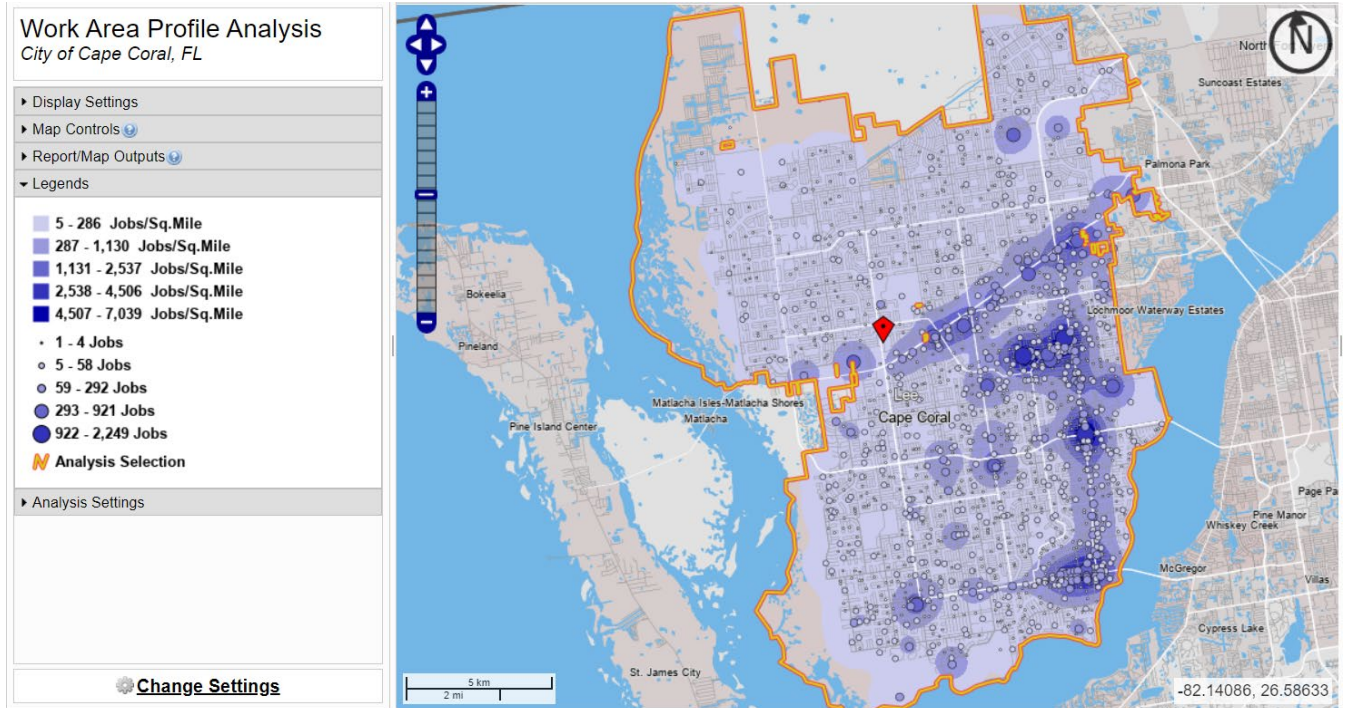 Work Area Profile Analysis
City of Cape Coral, FL
Display Settings
Map Controls
Report/Map Outputs
Legends
5 - 286 Jobs/Sq.Mile
287 - 1,130 Jobs/Sq.Mile
1,131 - 2,537 Jobs/Sq.Mile
2,538 - 4,506 Jobs/Sq.Mile
4,507 - 7,039 Jobs/Sq.Mile
1 - 4 Jobs
5 - 58 Jobs
59 - 292 Jobs
293 - 921 Jobs
922 - 2,249 Jobs
Analysis Selection
Analysis Settings
Change Settings
N
North
Suncoast Estates
Palmona Park
Bokeelia
Lochmoor Waterway Estates
Pineland
Matlacha Isles-Matlacha Shores
Lee,
Matlacha
Cape Coral
Pine Island Center
Page Pa
Pine Manor
Whiskey Creek
McGregor
Villas
Cypress Lake
St. James City
5 km
2 mi
-82.14086, 26.58633